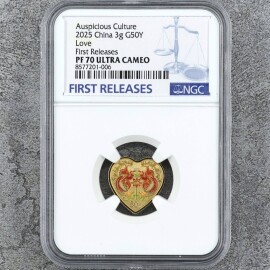 Auspicious Culture
2025 China 3g G50Y
Love
First Releases
PF 70 ULTRA CAMEO
8577201-006
FIRST RELEASES
NGC